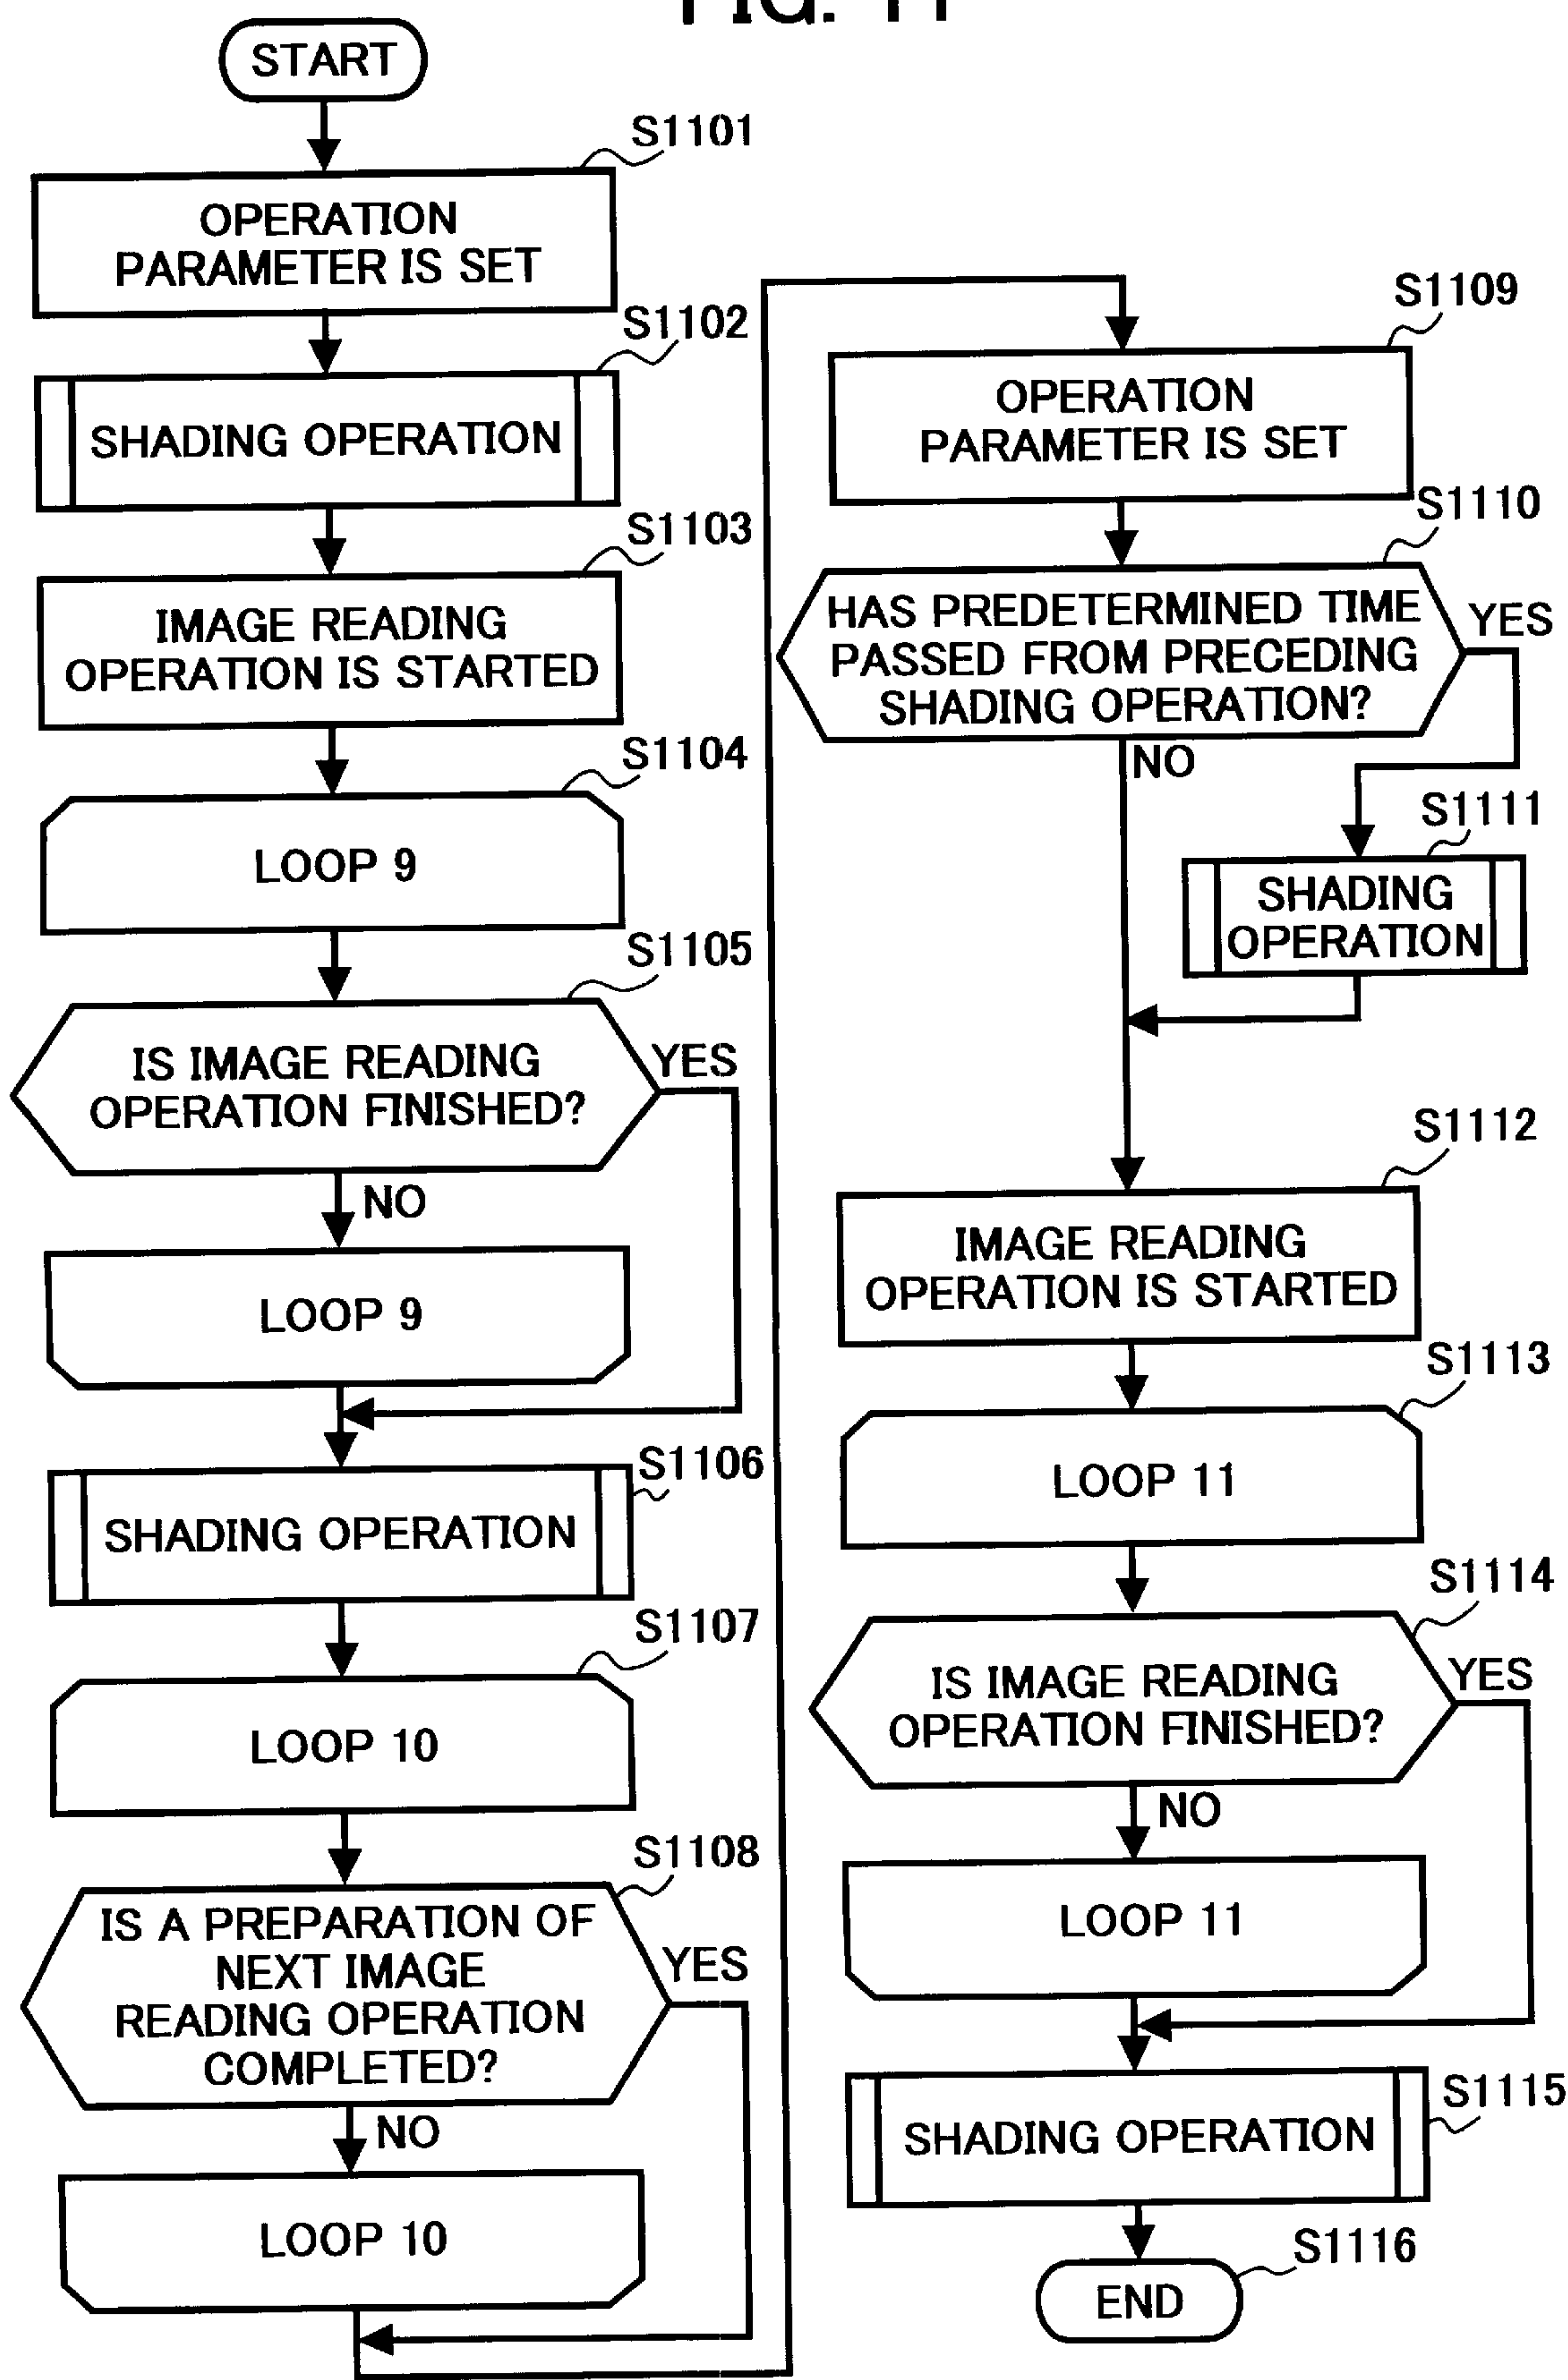 FIG. 11
START
S1101
OPERATION
PARAMETER IS SET
S1102
SHADING OPERATION
S1103
IMAGE READING
OPERATION IS STARTED
S1104
LOOP 9
S1105
IS IMAGE READING
OPERATION FINISHED?
YES
NO
LOOP 9
S1106
SHADING OPERATION
S1107
LOOP 10
S1108
IS A PREPARATION OF
NEXT IMAGE
READING OPERATION
COMPLETED?
YES
NO
LOOP 10
S1109
OPERATION
PARAMETER IS SET
S1110
HAS PREDETERMINED TIME
PASSED FROM PRECEDING
SHADING OPERATION?
YES
NO
S1111
SHADING
OPERATION
S1112
IMAGE READING
OPERATION IS STARTED
S1113
LOOP 11
S1114
IS IMAGE READING
OPERATION FINISHED?
YES
NO
LOOP 11
S1115
SHADING OPERATION
S1116
END